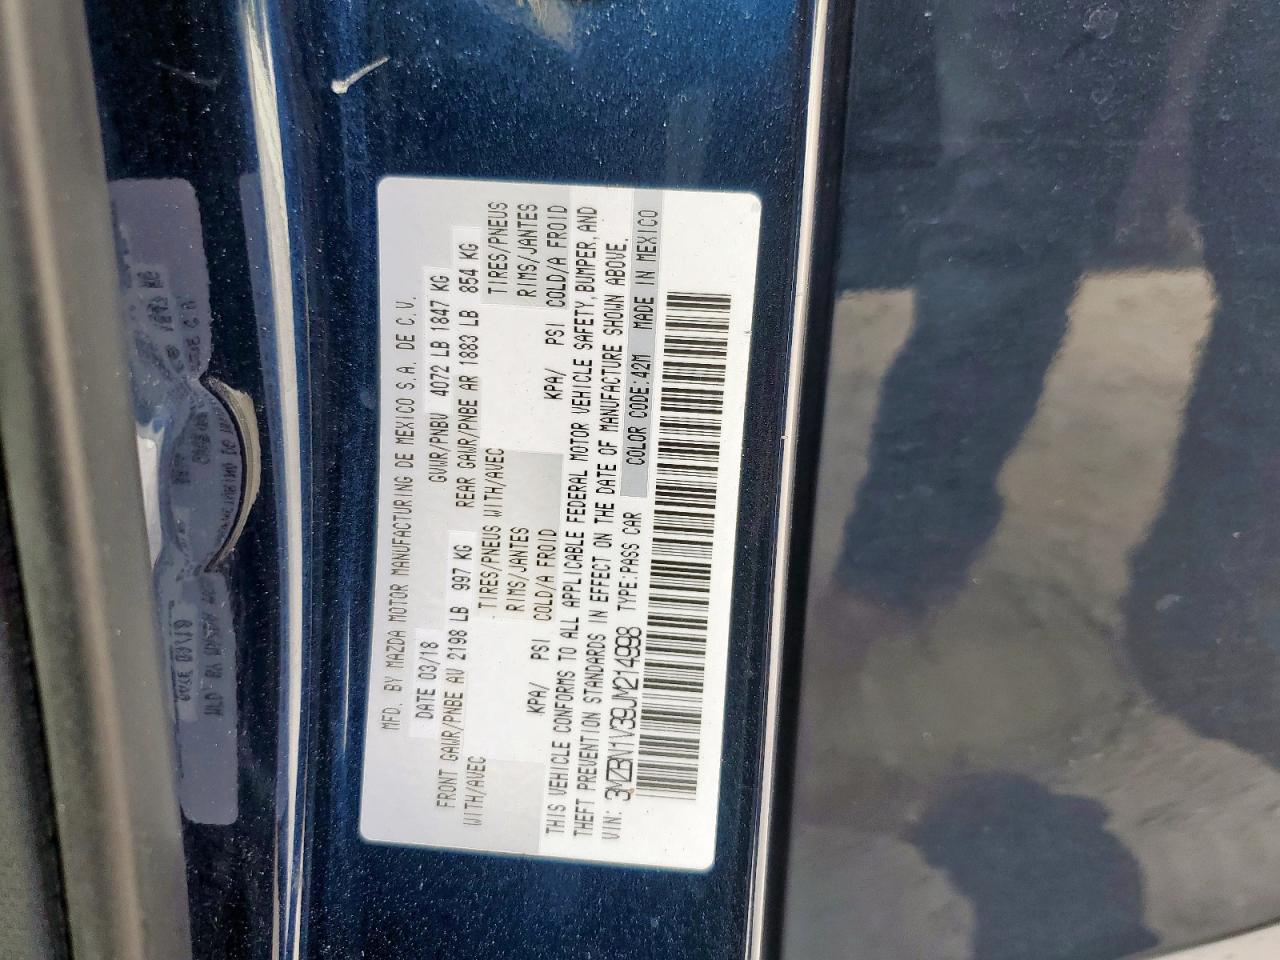 MFD. BY MAZDA MOTOR MANUFACTURING DE MEXICO S.A. DE C.V.
DATE 03/18 GVWR/PNBV 4072 LB 1847 KG
FRONT GAWR/PNBE AV 2198 LB 997 KG REAR GAWR/PNBE AR 1883 LB 854 KG
WITH/AVEC TIRES/PNEUS WITH/AVEC TIRES/PNEUS
RIMS/JANTES RIMS/JANTES
KPA/ PSI COLD/A FROID KPA/ PSI COLD/A FROID
THIS VEHICLE CONFORMS TO ALL APPLICABLE FEDERAL MOTOR VEHICLE SAFETY, BUMPER, AND
THEFT PREVENTION STANDARDS IN EFFECT ON THE DATE OF MANUFACTURE SHOWN ABOVE.
VIN: 3MZBN1V39JM214998 TYPE:PASS CAR COLOR CODE:42M MADE IN MEXICO